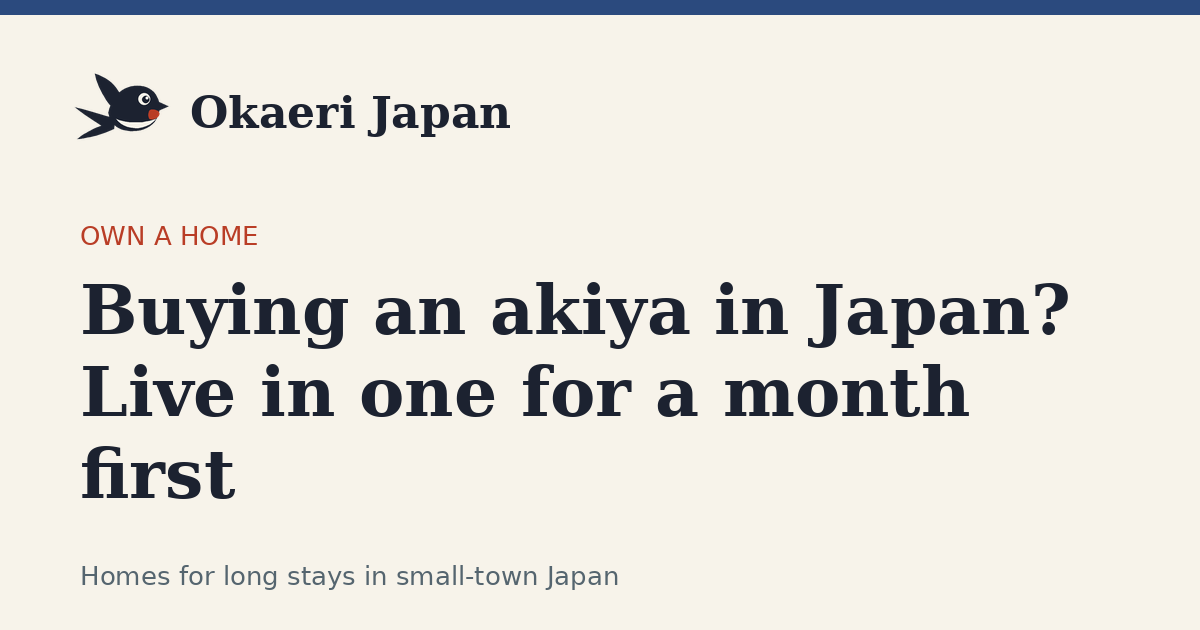 Okaeri Japan
OWN A HOME
Buying an akiya in Japan?
Live in one for a month
first
Homes for long stays in small-town Japan